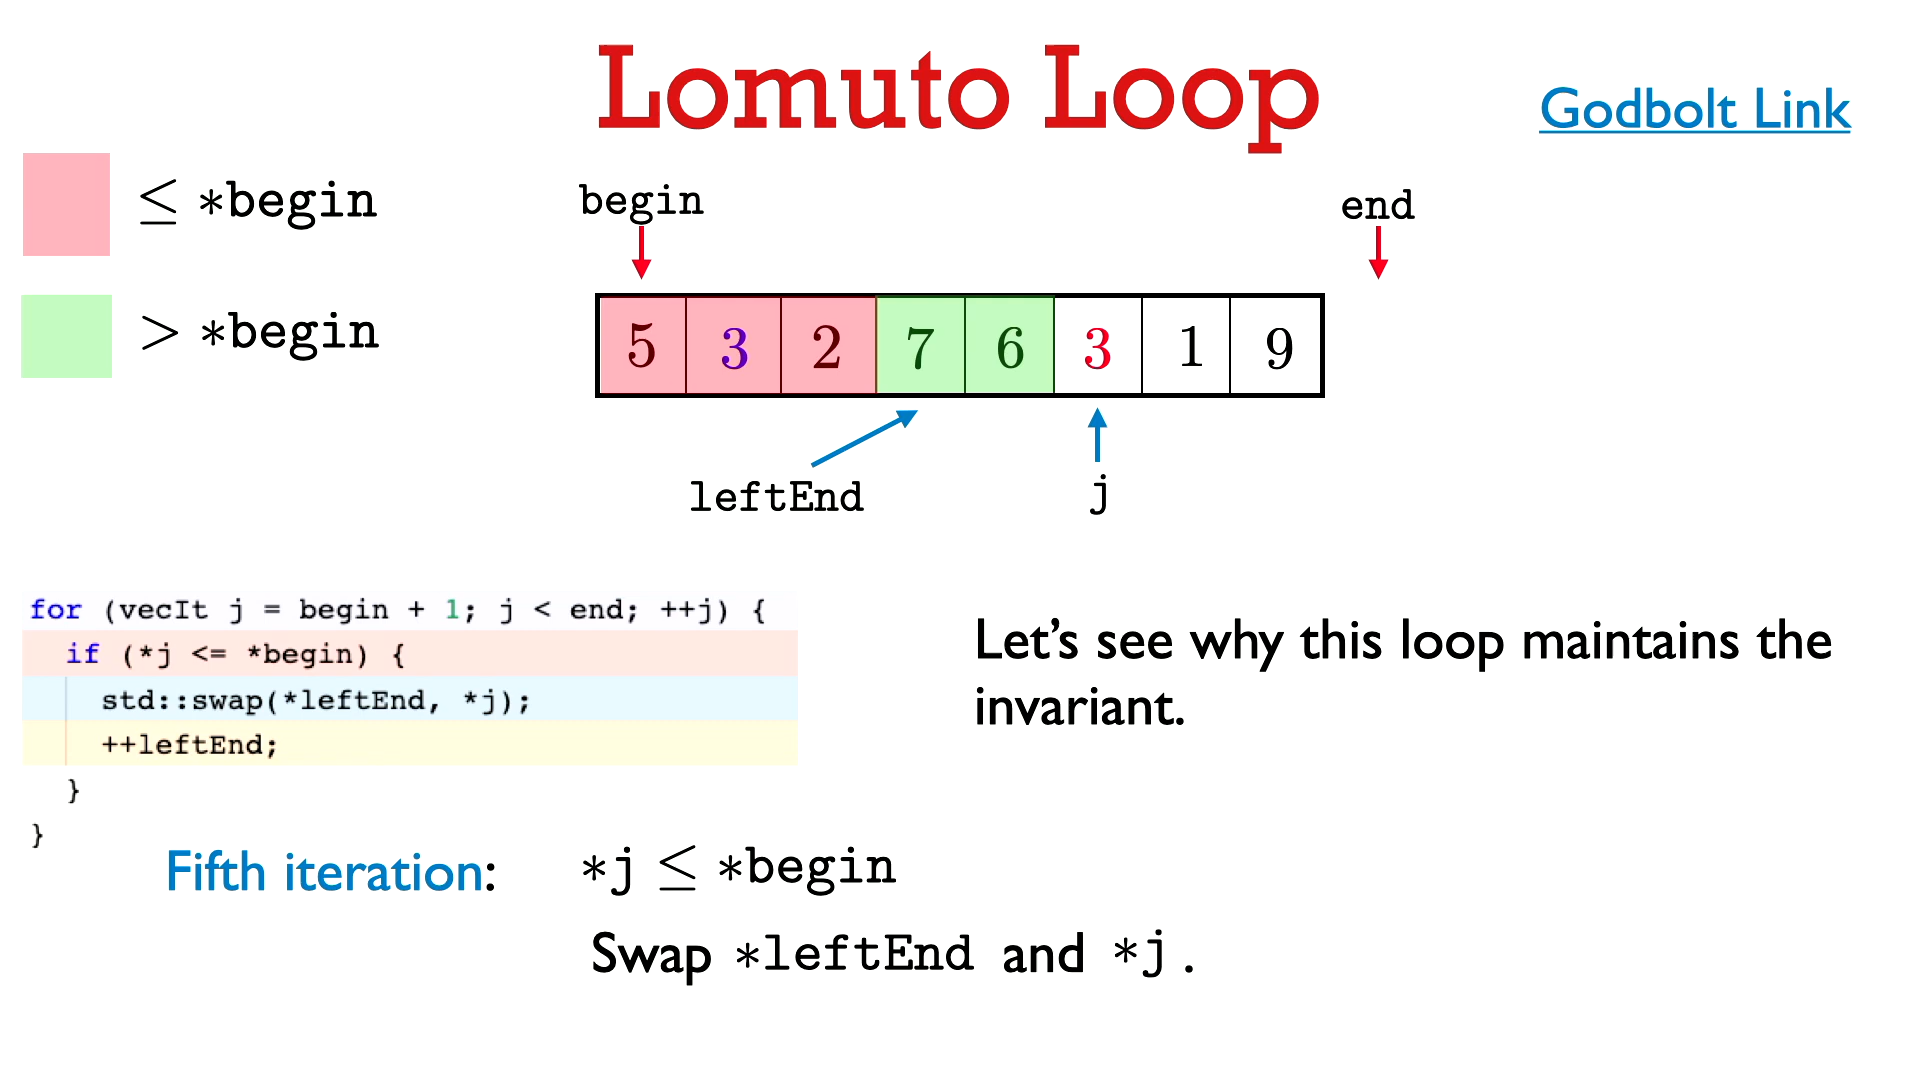 Lomuto Loop
Godbolt Link
≤ *begin
> *begin
begin
end
5 3 2 7 6 3 1 9
leftEnd
j
for (vecIt j = begin + 1; j < end; ++j) {
if (*j <= *begin) {
std::swap(*leftEnd, *j);
++leftEnd;
}
}
Let's see why this loop maintains the
invariant.
Fifth iteration: *j ≤ *begin
Swap *leftEnd and *j.